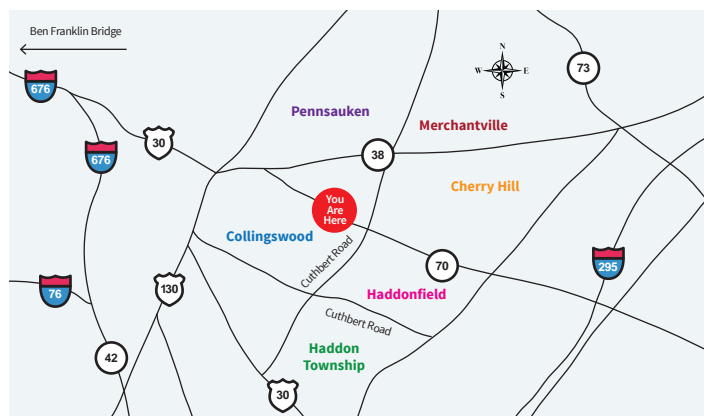 Ben Franklin Bridge
N
W E
S
73
676
Pennsauken
Merchantville
676
30
38
Cherry Hill
You
Are
Here
Collingswood
Cuthbert Road
70
295
76
130
Haddonfield
Cuthbert Road
Haddon
Township
42
30